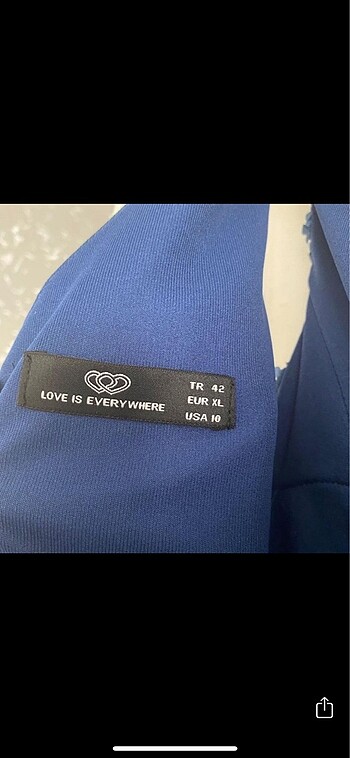 LOVE IS EVERYWHERE
TR 42
EUR XL
USA 10